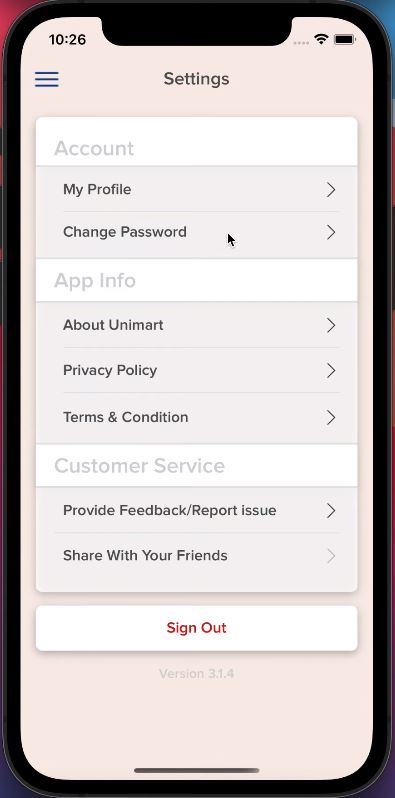 10:26
Settings
Account
My Profile
Change Password
App Info
About Unimart
Privacy Policy
Terms & Condition
Customer Service
Provide Feedback/Report issue
Share With Your Friends
Sign Out
Version 3.1.4